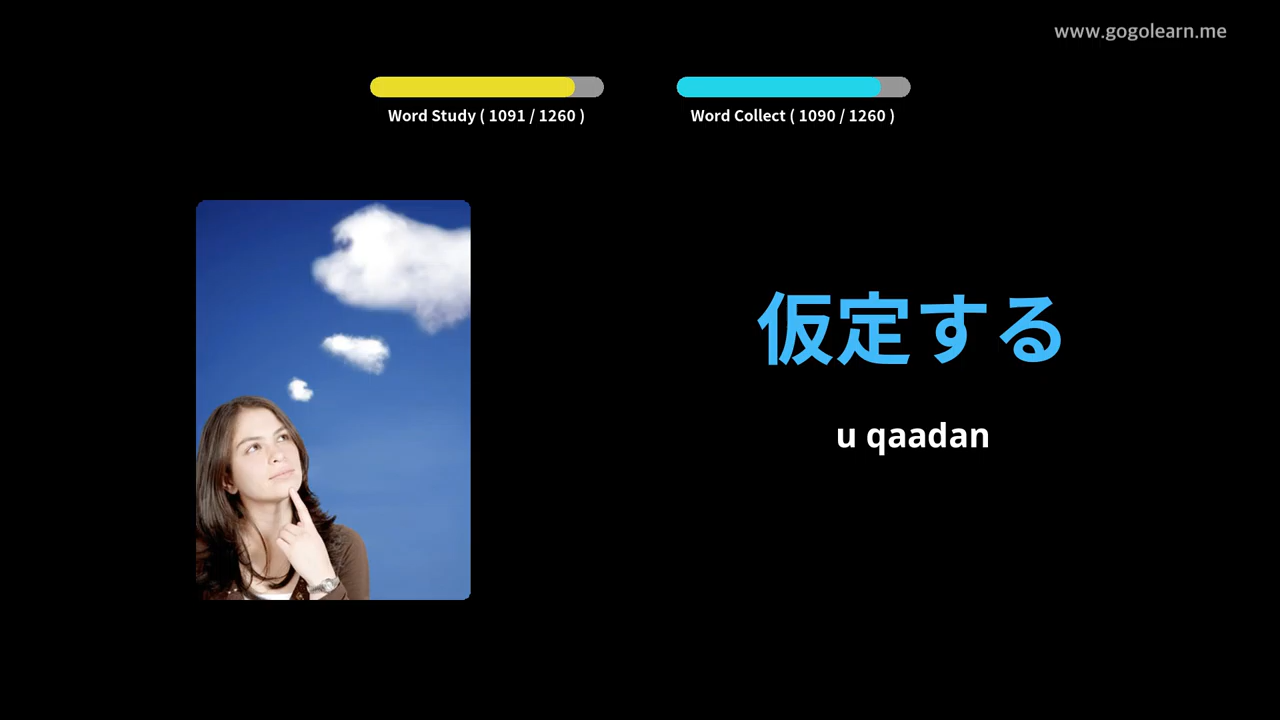 www.gogolearn.me
Word Study ( 1091 / 1260 )
Word Collect ( 1090 / 1260 )
仮定する
u qaadan